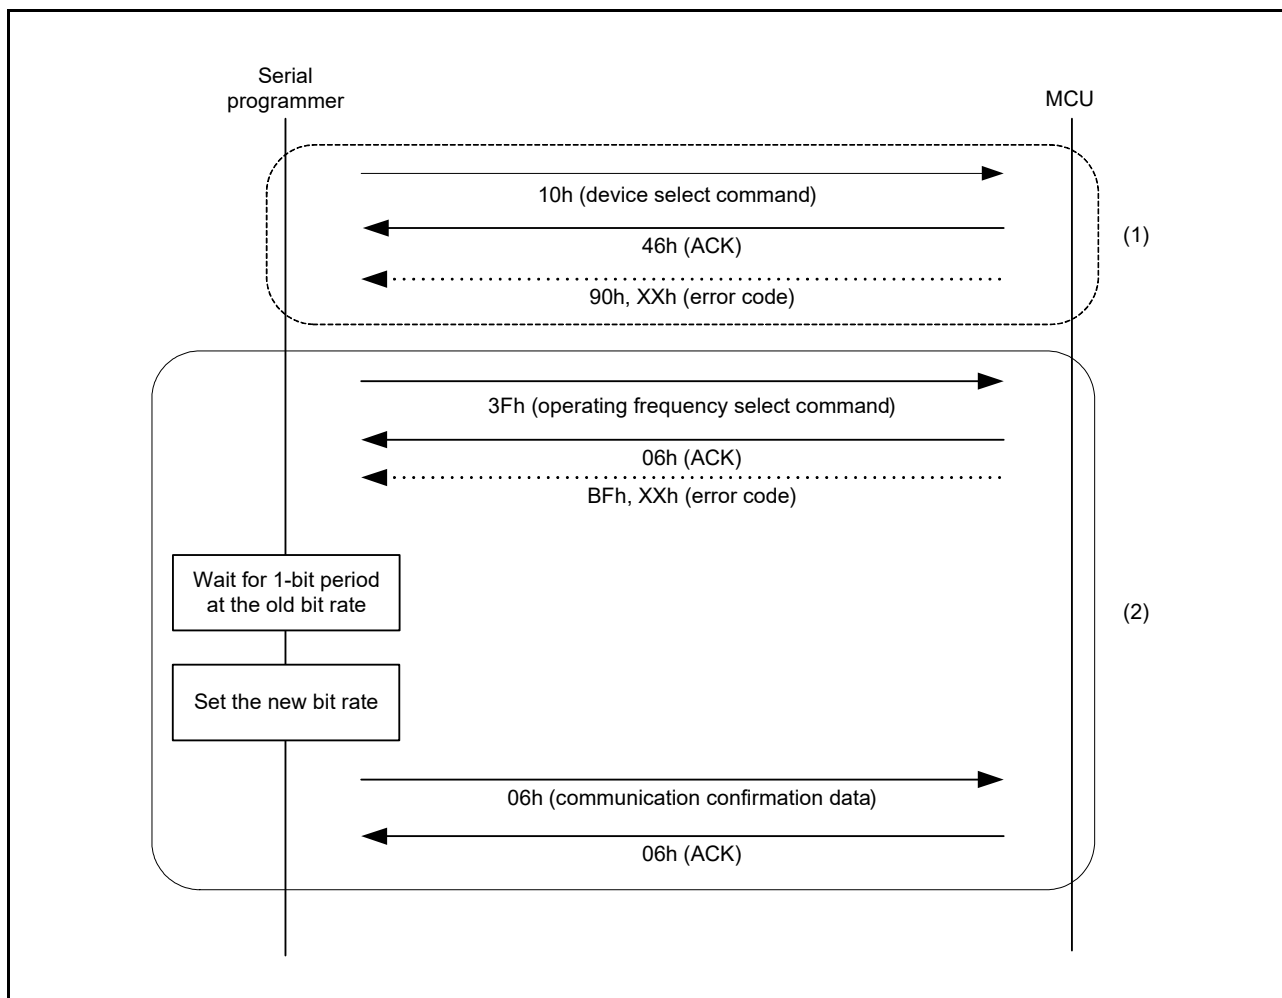 Serial
programmer
MCU
10h (device select command)
46h (ACK)
90h, XXh (error code)
(1)
3Fh (operating frequency select command)
06h (ACK)
BFh, XXh (error code)
Wait for 1-bit period
at the old bit rate
(2)
Set the new bit rate
06h (communication confirmation data)
06h (ACK)